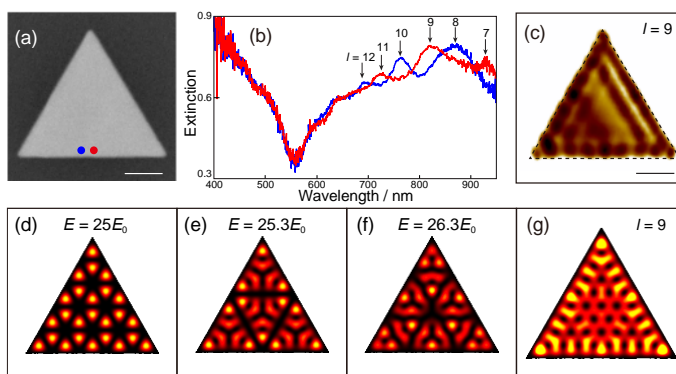 (a)
(b)
l = 12
11
10
9
8
7
Extinction
0.9
0.6
0.3
400
500
600
700
800
900
Wavelength / nm
(c)
l = 9
(d)
E = 25E₀
(e)
E = 25.3E₀
(f)
E = 26.3E₀
(g)
l = 9